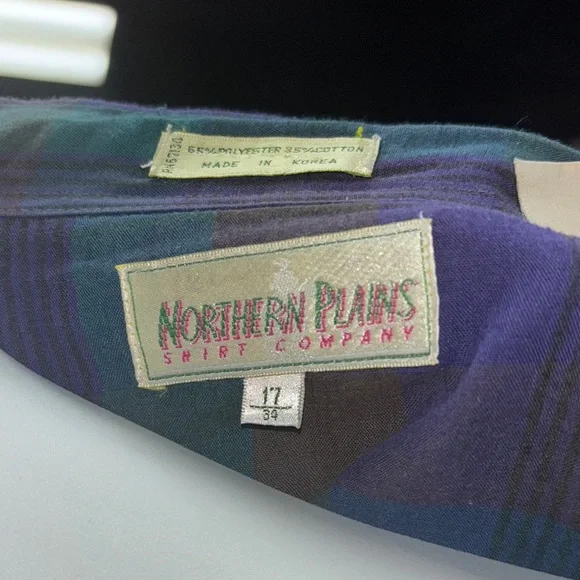 65% POLYESTER 35% COTTON
MADE IN KOREA
NORTHERN PLAINS
SHIRT COMPANY
17
34